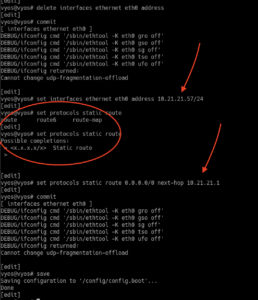 [edit]
vyos@vyos# delete interfaces ethernet eth0 address
[edit]
vyos@vyos# commit
[ interfaces ethernet eth0 ]
DEBUG/ifconfig cmd '/sbin/ethtool -K eth0 gro off'
DEBUG/ifconfig cmd '/sbin/ethtool -K eth0 gso off'
DEBUG/ifconfig cmd '/sbin/ethtool -K eth0 sg off'
DEBUG/ifconfig cmd '/sbin/ethtool -K eth0 tso off'
DEBUG/ifconfig cmd '/sbin/ethtool -K eth0 ufo off'
DEBUG/ifconfig returned:
Cannot change udp-fragmentation-offload
[edit]
vyos@vyos# set interfaces ethernet eth0 address 10.21.21.57/24
[edit]
vyos@vyos# set protocols static route
route route6 route-map
[edit]
vyos@vyos# set protocols static route
Possible completions:
> <x.x.x.x/x> Static route
>
[edit]
vyos@vyos# set protocols static route 0.0.0.0/0 next-hop 10.21.21.1
[edit]
vyos@vyos# commit
[ interfaces ethernet eth0 ]
DEBUG/ifconfig cmd '/sbin/ethtool -K eth0 gro off'
DEBUG/ifconfig cmd '/sbin/ethtool -K eth0 gso off'
DEBUG/ifconfig cmd '/sbin/ethtool -K eth0 sg off'
DEBUG/ifconfig cmd '/sbin/ethtool -K eth0 tso off'
DEBUG/ifconfig cmd '/sbin/ethtool -K eth0 ufo off'
DEBUG/ifconfig returned:
Cannot change udp-fragmentation-offload
[edit]
vyos@vyos# save
Saving configuration to '/config/config.boot'...
Done
[edit]